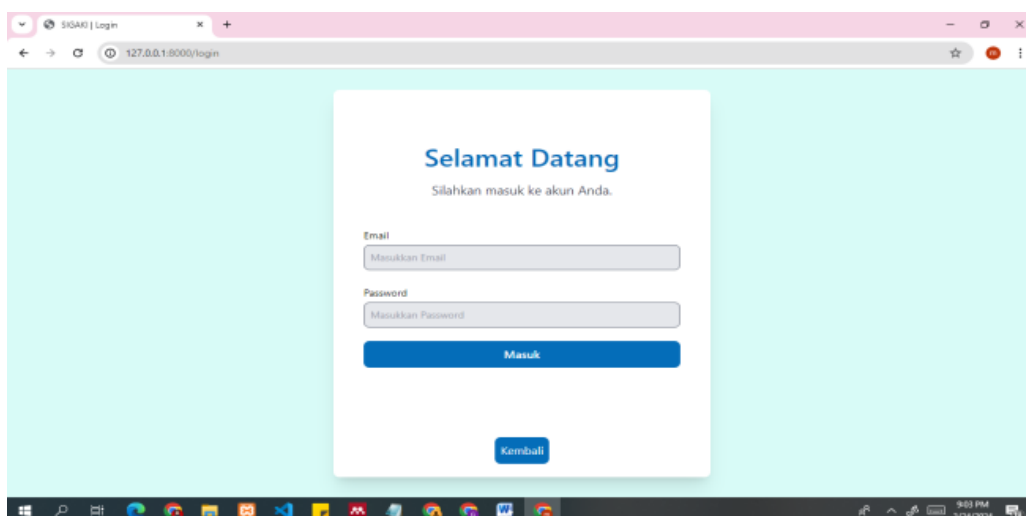 SIGAKI | Login
127.0.0.1:8000/login
Selamat Datang
Silahkan masuk ke akun Anda.
Email
Masukkan Email
Password
Masukkan Password
Masuk
Kembali
9:03 PM